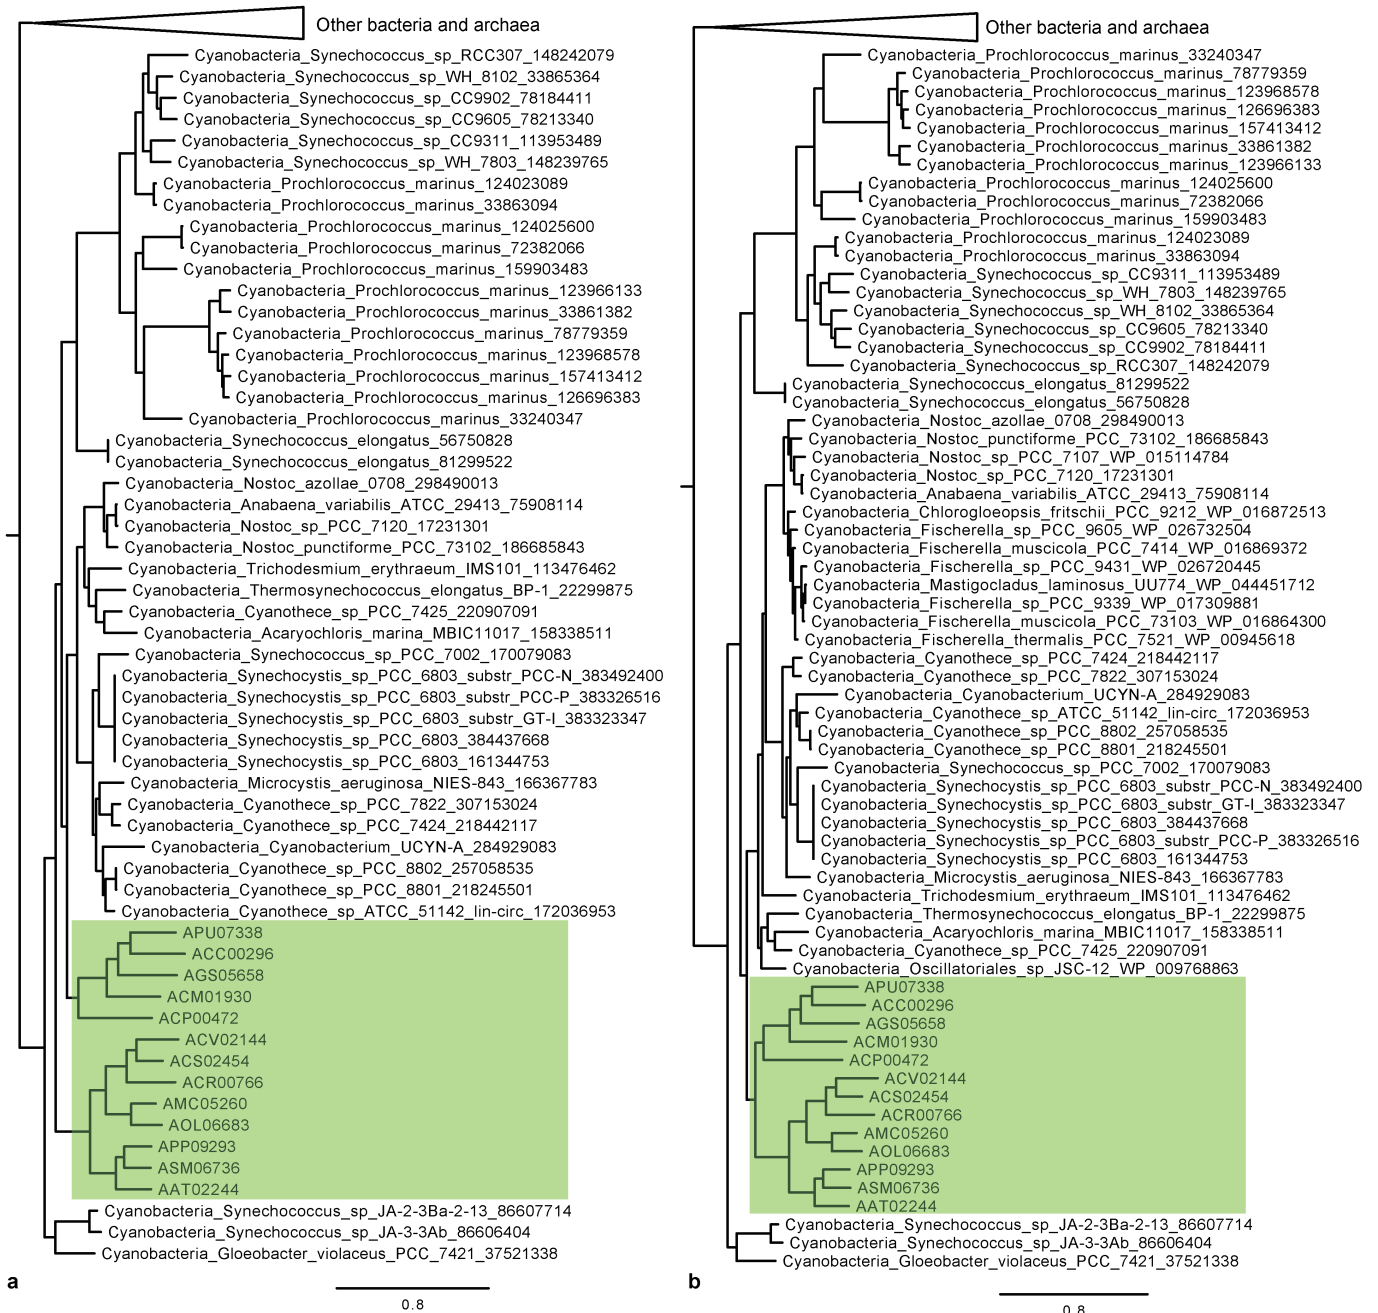 Other bacteria and archaea
Cyanobacteria_Synechococcus_sp_RCC307_148242079
Cyanobacteria_Synechococcus_sp_WH_8102_33865364
Cyanobacteria_Synechococcus_sp_CC9902_78184411
Cyanobacteria_Synechococcus_sp_CC9605_78213340
Cyanobacteria_Synechococcus_sp_CC9311_113953489
Cyanobacteria_Synechococcus_sp_WH_7803_148239765
Cyanobacteria_Prochlorococcus_marinus_124023089
Cyanobacteria_Prochlorococcus_marinus_33863094
Cyanobacteria_Prochlorococcus_marinus_124025600
Cyanobacteria_Prochlorococcus_marinus_72382066
Cyanobacteria_Prochlorococcus_marinus_159903483
Cyanobacteria_Prochlorococcus_marinus_123966133
Cyanobacteria_Prochlorococcus_marinus_33861382
Cyanobacteria_Prochlorococcus_marinus_78779359
Cyanobacteria_Prochlorococcus_marinus_123968578
Cyanobacteria_Prochlorococcus_marinus_157413412
Cyanobacteria_Prochlorococcus_marinus_126696383
Cyanobacteria_Prochlorococcus_marinus_33240347
Cyanobacteria_Synechococcus_elongatus_56750828
Cyanobacteria_Synechococcus_elongatus_81299522
Cyanobacteria_Nostoc_azollae_0708_298490013
Cyanobacteria_Anabaena_variabilis_ATCC_29413_75908114
Cyanobacteria_Nostoc_sp_PCC_7120_17231301
Cyanobacteria_Nostoc_punctiforme_PCC_73102_186685843
Cyanobacteria_Trichodesmium_erythraeum_IMS101_113476462
Cyanobacteria_Thermosynechococcus_elongatus_BP-1_22299875
Cyanobacteria_Cyanothece_sp_PCC_7425_220907091
Cyanobacteria_Acaryochloris_marina_MBIC11017_158338511
Cyanobacteria_Synechococcus_sp_PCC_7002_170079083
Cyanobacteria_Synechocystis_sp_PCC_6803_substr_PCC-N_383492400
Cyanobacteria_Synechocystis_sp_PCC_6803_substr_PCC-P_383326516
Cyanobacteria_Synechocystis_sp_PCC_6803_substr_GT-I_383323347
Cyanobacteria_Synechocystis_sp_PCC_6803_384437668
Cyanobacteria_Synechocystis_sp_PCC_6803_161344753
Cyanobacteria_Microcystis_aeruginosa_NIES-843_166367783
Cyanobacteria_Cyanothece_sp_PCC_7822_307153024
Cyanobacteria_Cyanothece_sp_PCC_7424_218442117
Cyanobacteria_Cyanobacterium_UCYN-A_284929083
Cyanobacteria_Cyanothece_sp_PCC_8802_257058535
Cyanobacteria_Cyanothece_sp_PCC_8801_218245501
Cyanobacteria_Cyanothece_sp_ATCC_51142_lin-circ_172036953
APU07338
ACC00296
AGS05658
ACM01930
ACP00472
ACV02144
ACS02454
ACR00766
AMC05260
AOL06683
APP09293
ASM06736
AAT02244
Cyanobacteria_Synechococcus_sp_JA-2-3Ba-2-13_86607714
Cyanobacteria_Synechococcus_sp_JA-3-3Ab_86606404
Cyanobacteria_Gloeobacter_violaceus_PCC_7421_37521338
a
0.8
Other bacteria and archaea
Cyanobacteria_Prochlorococcus_marinus_33240347
Cyanobacteria_Prochlorococcus_marinus_78779359
Cyanobacteria_Prochlorococcus_marinus_123968578
Cyanobacteria_Prochlorococcus_marinus_126696383
Cyanobacteria_Prochlorococcus_marinus_157413412
Cyanobacteria_Prochlorococcus_marinus_33861382
Cyanobacteria_Prochlorococcus_marinus_123966133
Cyanobacteria_Prochlorococcus_marinus_124025600
Cyanobacteria_Prochlorococcus_marinus_72382066
Cyanobacteria_Prochlorococcus_marinus_159903483
Cyanobacteria_Prochlorococcus_marinus_124023089
Cyanobacteria_Prochlorococcus_marinus_33863094
Cyanobacteria_Synechococcus_sp_CC9311_113953489
Cyanobacteria_Synechococcus_sp_WH_7803_148239765
Cyanobacteria_Synechococcus_sp_WH_8102_33865364
Cyanobacteria_Synechococcus_sp_CC9605_78213340
Cyanobacteria_Synechococcus_sp_CC9902_78184411
Cyanobacteria_Synechococcus_sp_RCC307_148242079
Cyanobacteria_Synechococcus_elongatus_81299522
Cyanobacteria_Synechococcus_elongatus_56750828
Cyanobacteria_Nostoc_azollae_0708_298490013
Cyanobacteria_Nostoc_punctiforme_PCC_73102_186685843
Cyanobacteria_Nostoc_sp_PCC_7107_WP_015114784
Cyanobacteria_Nostoc_sp_PCC_7120_17231301
Cyanobacteria_Anabaena_variabilis_ATCC_29413_75908114
Cyanobacteria_Chlorogloeopsis_fritschii_PCC_9212_WP_016872513
Cyanobacteria_Fischerella_sp_PCC_9605_WP_026732504
Cyanobacteria_Fischerella_muscicola_PCC_7414_WP_016869372
Cyanobacteria_Fischerella_sp_PCC_9431_WP_026720445
Cyanobacteria_Mastigocladus_laminosus_UU774_WP_044451712
Cyanobacteria_Fischerella_sp_PCC_9339_WP_017309881
Cyanobacteria_Fischerella_muscicola_PCC_73103_WP_016864300
Cyanobacteria_Fischerella_thermalis_PCC_7521_WP_00945618
Cyanobacteria_Cyanothece_sp_PCC_7424_218442117
Cyanobacteria_Cyanothece_sp_PCC_7822_307153024
Cyanobacteria_Cyanobacterium_UCYN-A_284929083
Cyanobacteria_Cyanothece_sp_ATCC_51142_lin-circ_172036953
Cyanobacteria_Cyanothece_sp_PCC_8802_257058535
Cyanobacteria_Cyanothece_sp_PCC_8801_218245501
Cyanobacteria_Synechococcus_sp_PCC_7002_170079083
Cyanobacteria_Synechocystis_sp_PCC_6803_substr_PCC-N_383492400
Cyanobacteria_Synechocystis_sp_PCC_6803_substr_GT-I_383323347
Cyanobacteria_Synechocystis_sp_PCC_6803_384437668
Cyanobacteria_Synechocystis_sp_PCC_6803_substr_PCC-P_383326516
Cyanobacteria_Synechocystis_sp_PCC_6803_161344753
Cyanobacteria_Microcystis_aeruginosa_NIES-843_166367783
Cyanobacteria_Trichodesmium_erythraeum_IMS101_113476462
Cyanobacteria_Thermosynechococcus_elongatus_BP-1_22299875
Cyanobacteria_Acaryochloris_marina_MBIC11017_158338511
Cyanobacteria_Cyanothece_sp_PCC_7425_220907091
Cyanobacteria_Oscillatoriales_sp_JSC-12_WP_009768863
APU07338
ACC00296
AGS05658
ACM01930
ACP00472
ACV02144
ACS02454
ACR00766
AMC05260
AOL06683
APP09293
ASM06736
AAT02244
Cyanobacteria_Synechococcus_sp_JA-2-3Ba-2-13_86607714
Cyanobacteria_Synechococcus_sp_JA-3-3Ab_86606404
Cyanobacteria_Gloeobacter_violaceus_PCC_7421_37521338
b
0.8